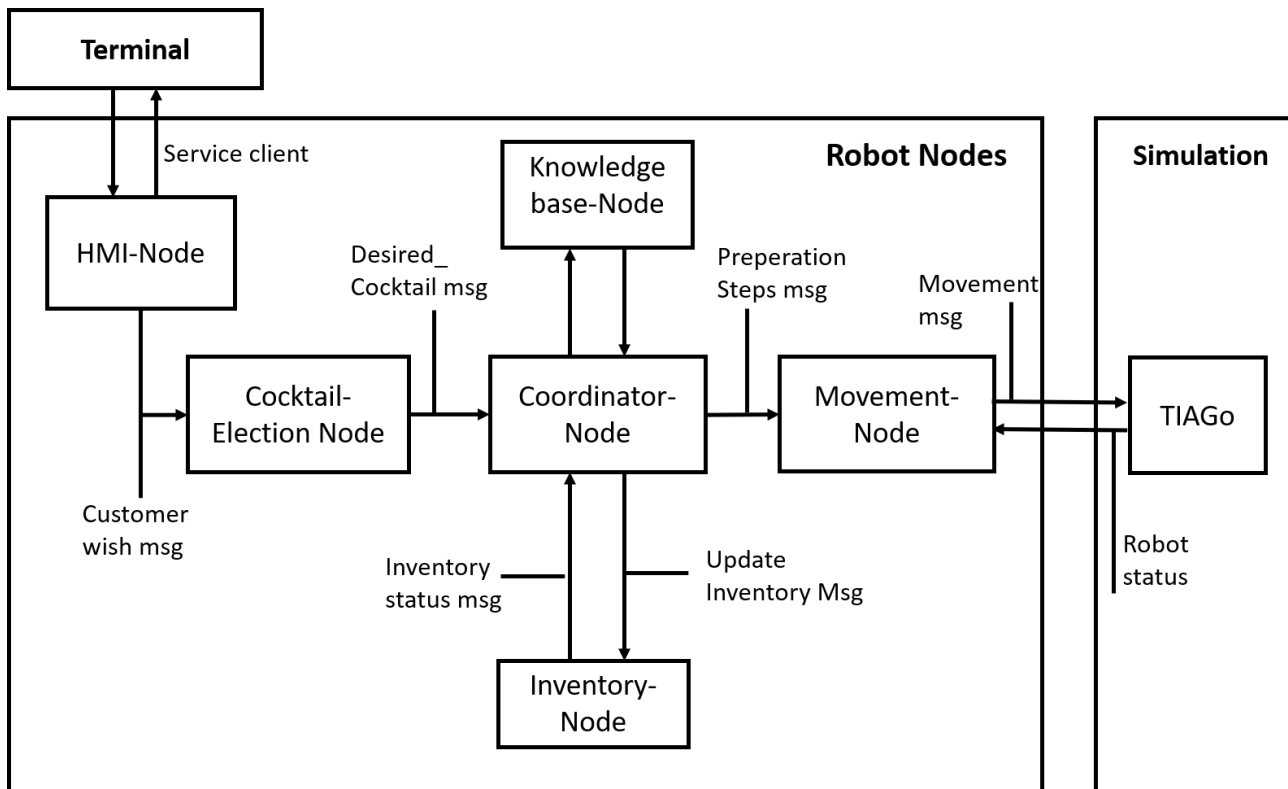 Terminal
Service client
Robot Nodes
Simulation
Knowledge
base-Node
HMI-Node
Desired_
Cocktail msg
Preperation
Steps msg
Movement
msg
Cocktail-
Election Node
Coordinator-
Node
Movement-
Node
TIAGo
Customer
wish msg
Inventory
status msg
Update
Inventory Msg
Robot
status
Inventory-
Node